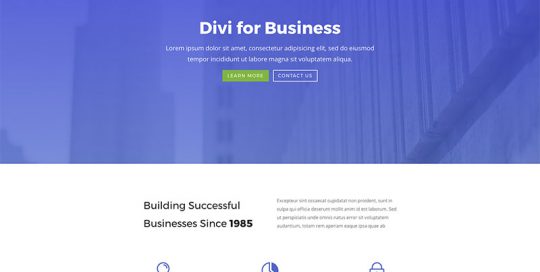 Divi for Business
Lorem ipsum dolor sit amet, consectetur adipisicing elit, sed do eiusmod
tempor incididunt ut labore magna sit voluptatem aliqua.
LEARN MORE
CONTACT US
Building Successful
Businesses Since 1985
Excepteur sint occaecat cupidatat non proident, sunt in
culpa qui officia deserunt mollit anim id est laborum. Sed
ut perspiciatis unde omnis natus error sit voluptatem
audantium, totam rem aperiam eaque ipsa quae ab